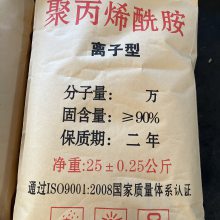 聚丙烯酰胺
离子型
分子量： 万
固含量：≥90%
保质期：二年
净重:25±0.25公斤
通过ISO9001:2008国家质量体系认证